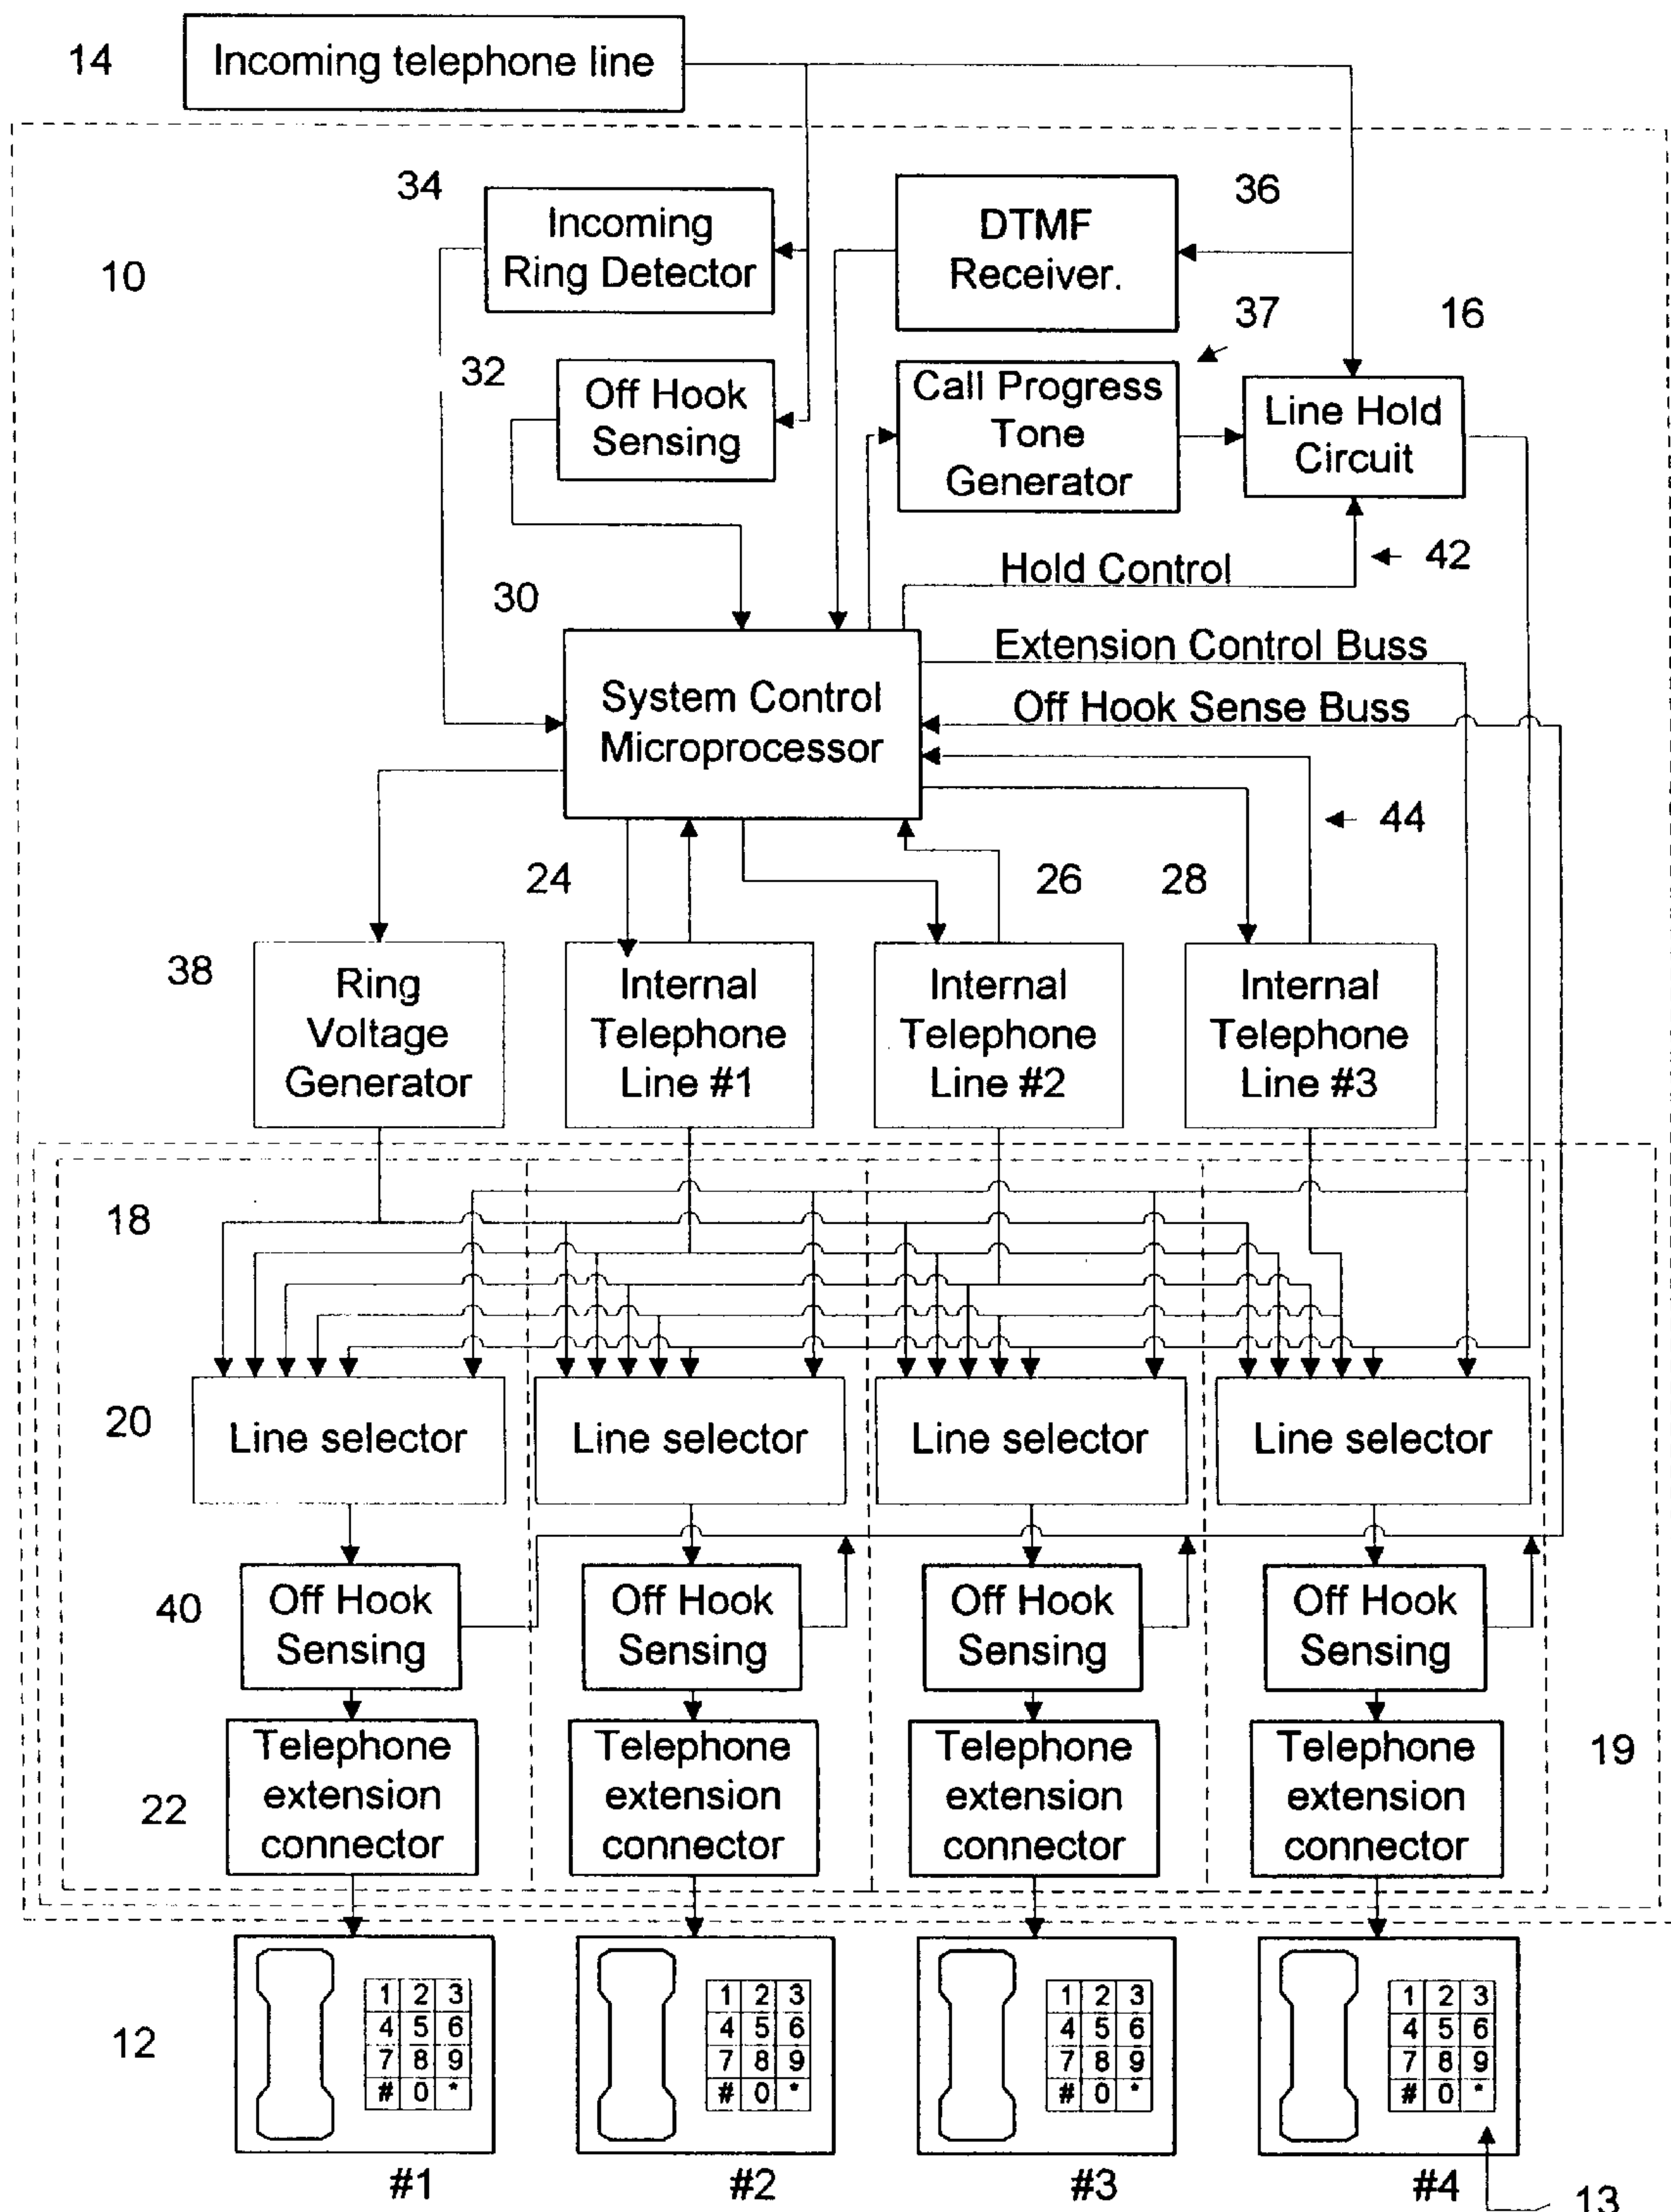 14
Incoming telephone line
34
Incoming
Ring Detector
DTMF
Receiver.
36
10
37
16
32
Off Hook
Sensing
Call Progress
Tone
Generator
Line Hold
Circuit
Hold Control
42
30
Extension Control Buss
System Control
Microprocessor
Off Hook Sense Buss
44
24
26
28
38
Ring
Voltage
Generator
Internal
Telephone
Line #1
Internal
Telephone
Line #2
Internal
Telephone
Line #3
18
20
Line selector
Line selector
Line selector
Line selector
40
Off Hook
Sensing
Off Hook
Sensing
Off Hook
Sensing
Off Hook
Sensing
19
22
Telephone
extension
connector
Telephone
extension
connector
Telephone
extension
connector
Telephone
extension
connector
12
1 2 3
4 5 6
7 8 9
# 0 *
1 2 3
4 5 6
7 8 9
# 0 *
1 2 3
4 5 6
7 8 9
# 0 *
1 2 3
4 5 6
7 8 9
# 0 *
#1
#2
#3
#4
13